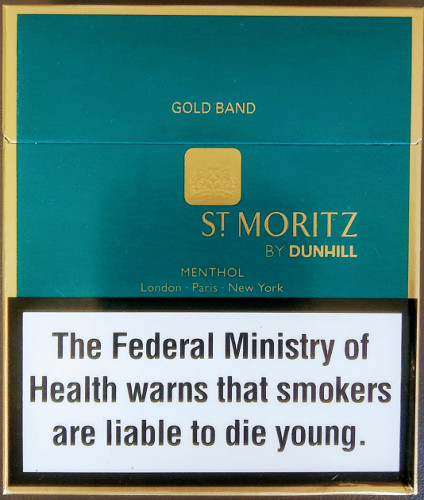 GOLD BAND
ST MORITZ
BY DUNHILL
MENTHOL
London · Paris · New York
The Federal Ministry of
Health warns that smokers
are liable to die young.